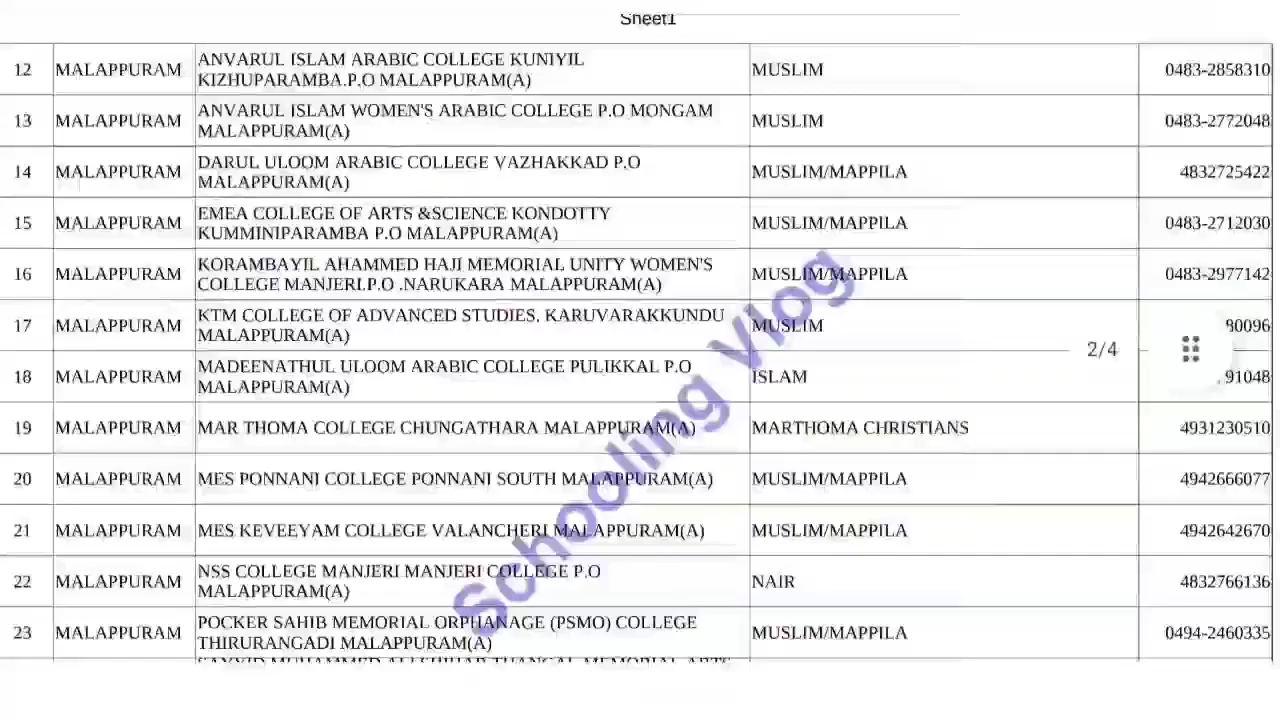 Sheet1
12 MALAPPURAM ANVARUL ISLAM ARABIC COLLEGE KUNIYIL KIZHUPARAMBA.P.O MALAPPURAM(A) MUSLIM 0483-2858310
13 MALAPPURAM ANVARUL ISLAM WOMEN'S ARABIC COLLEGE P.O MONGAM MALAPPURAM(A) MUSLIM 0483-2772048
14 MALAPPURAM DARUL ULOOM ARABIC COLLEGE VAZHAKKAD P.O MALAPPURAM(A) MUSLIM/MAPPILA 4832725422
15 MALAPPURAM EMEA COLLEGE OF ARTS &SCIENCE KONDOTTY KUMMINIPARAMBA P.O MALAPPURAM(A) MUSLIM/MAPPILA 0483-2712030
16 MALAPPURAM KORAMBAYIL AHAMMED HAJI MEMORIAL UNITY WOMEN'S COLLEGE MANJERI.P.O .NARUKARA MALAPPURAM(A) MUSLIM/MAPPILA 0483-2977142
17 MALAPPURAM KTM COLLEGE OF ADVANCED STUDIES, KARUVARAKKUNDU MALAPPURAM(A) MUSLIM 80096
2/4
18 MALAPPURAM MADEENATHUL ULOOM ARABIC COLLEGE PULIKKAL P.O MALAPPURAM(A) ISLAM 91048
19 MALAPPURAM MAR THOMA COLLEGE CHUNGATHARA MALAPPURAM(A) MARTHOMA CHRISTIANS 4931230510
20 MALAPPURAM MES PONNANI COLLEGE PONNANI SOUTH MALAPPURAM(A) MUSLIM/MAPPILA 4942666077
21 MALAPPURAM MES KEVEEYAM COLLEGE VALANCHERI MALAPPURAM(A) MUSLIM/MAPPILA 4942642670
22 MALAPPURAM NSS COLLEGE MANJERI MANJERI COLLEGE P.O MALAPPURAM(A) NAIR 4832766136
23 MALAPPURAM POCKER SAHIB MEMORIAL ORPHANAGE (PSMO) COLLEGE THIRURANGADI MALAPPURAM(A) MUSLIM/MAPPILA 0494-2460335
Schooling Vlog